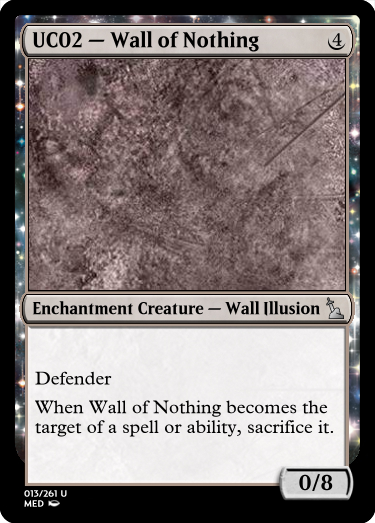 UCO2 — Wall of Nothing 4
Enchantment Creature — Wall Illusion
Defender
When Wall of Nothing becomes the
target of a spell or ability, sacrifice it.
0/8
013/261 U
MED